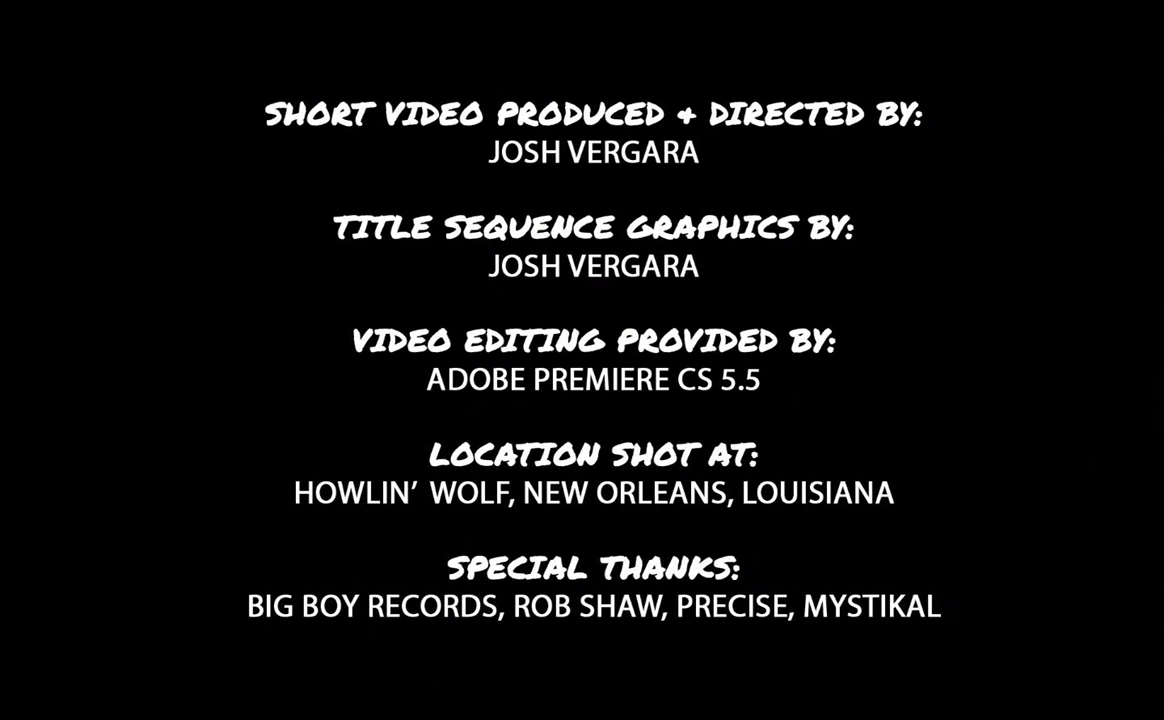 SHORT VIDEO PRODUCED & DIRECTED BY:
JOSH VERGARA
TITLE SEQUENCE GRAPHICS BY:
JOSH VERGARA
VIDEO EDITING PROVIDED BY:
ADOBE PREMIERE CS 5.5
LOCATION SHOT AT:
HOWLIN’ WOLF, NEW ORLEANS, LOUISIANA
SPECIAL THANKS:
BIG BOY RECORDS, ROB SHAW, PRECISE, MYSTIKAL